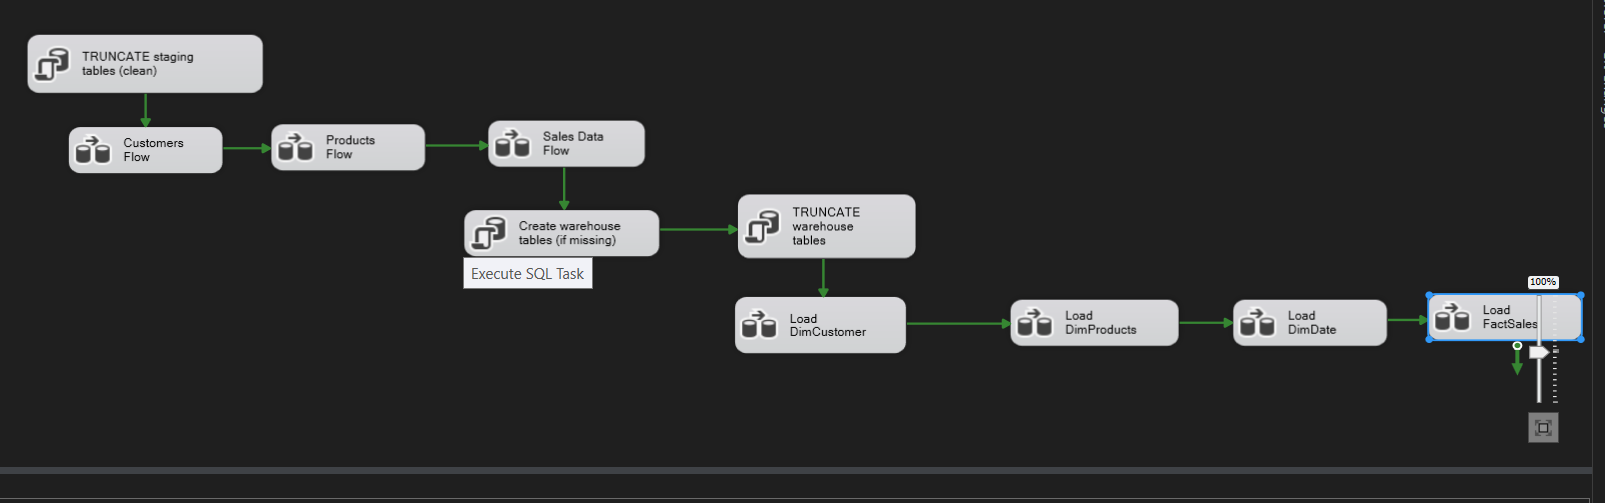 TRUNCATE staging
tables (clean)
Customers
Flow
Products
Flow
Sales Data
Flow
Create warehouse
tables (if missing)
Execute SQL Task
TRUNCATE
warehouse
tables
Load
DimCustomer
Load
DimProducts
Load
DimDate
Load
FactSales
100%